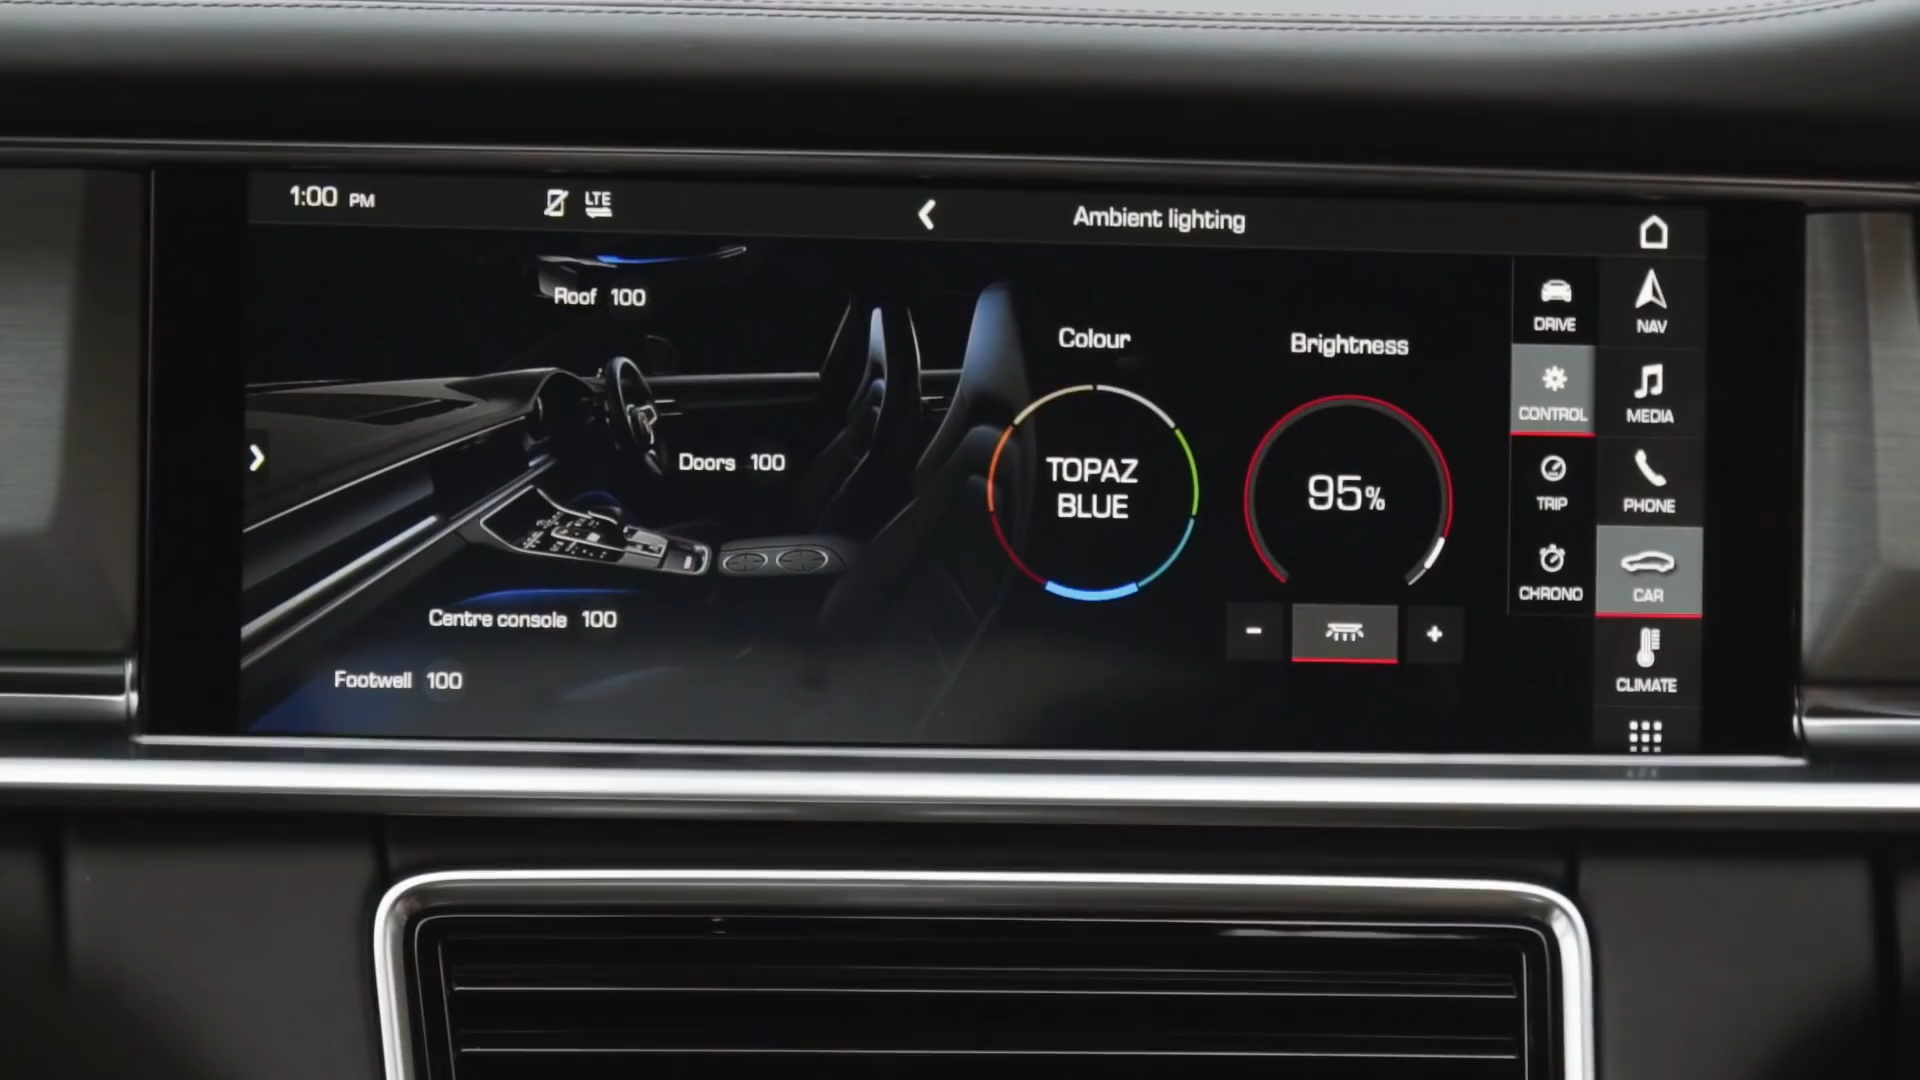 1:00 PM
LTE
Ambient lighting
Roof 100
Doors 100
Centre console 100
Footwell 100
Colour
TOPAZ
BLUE
Brightness
95%
-
+
DRIVE
CONTROL
TRIP
CHRONO
NAV
MEDIA
PHONE
CAR
CLIMATE